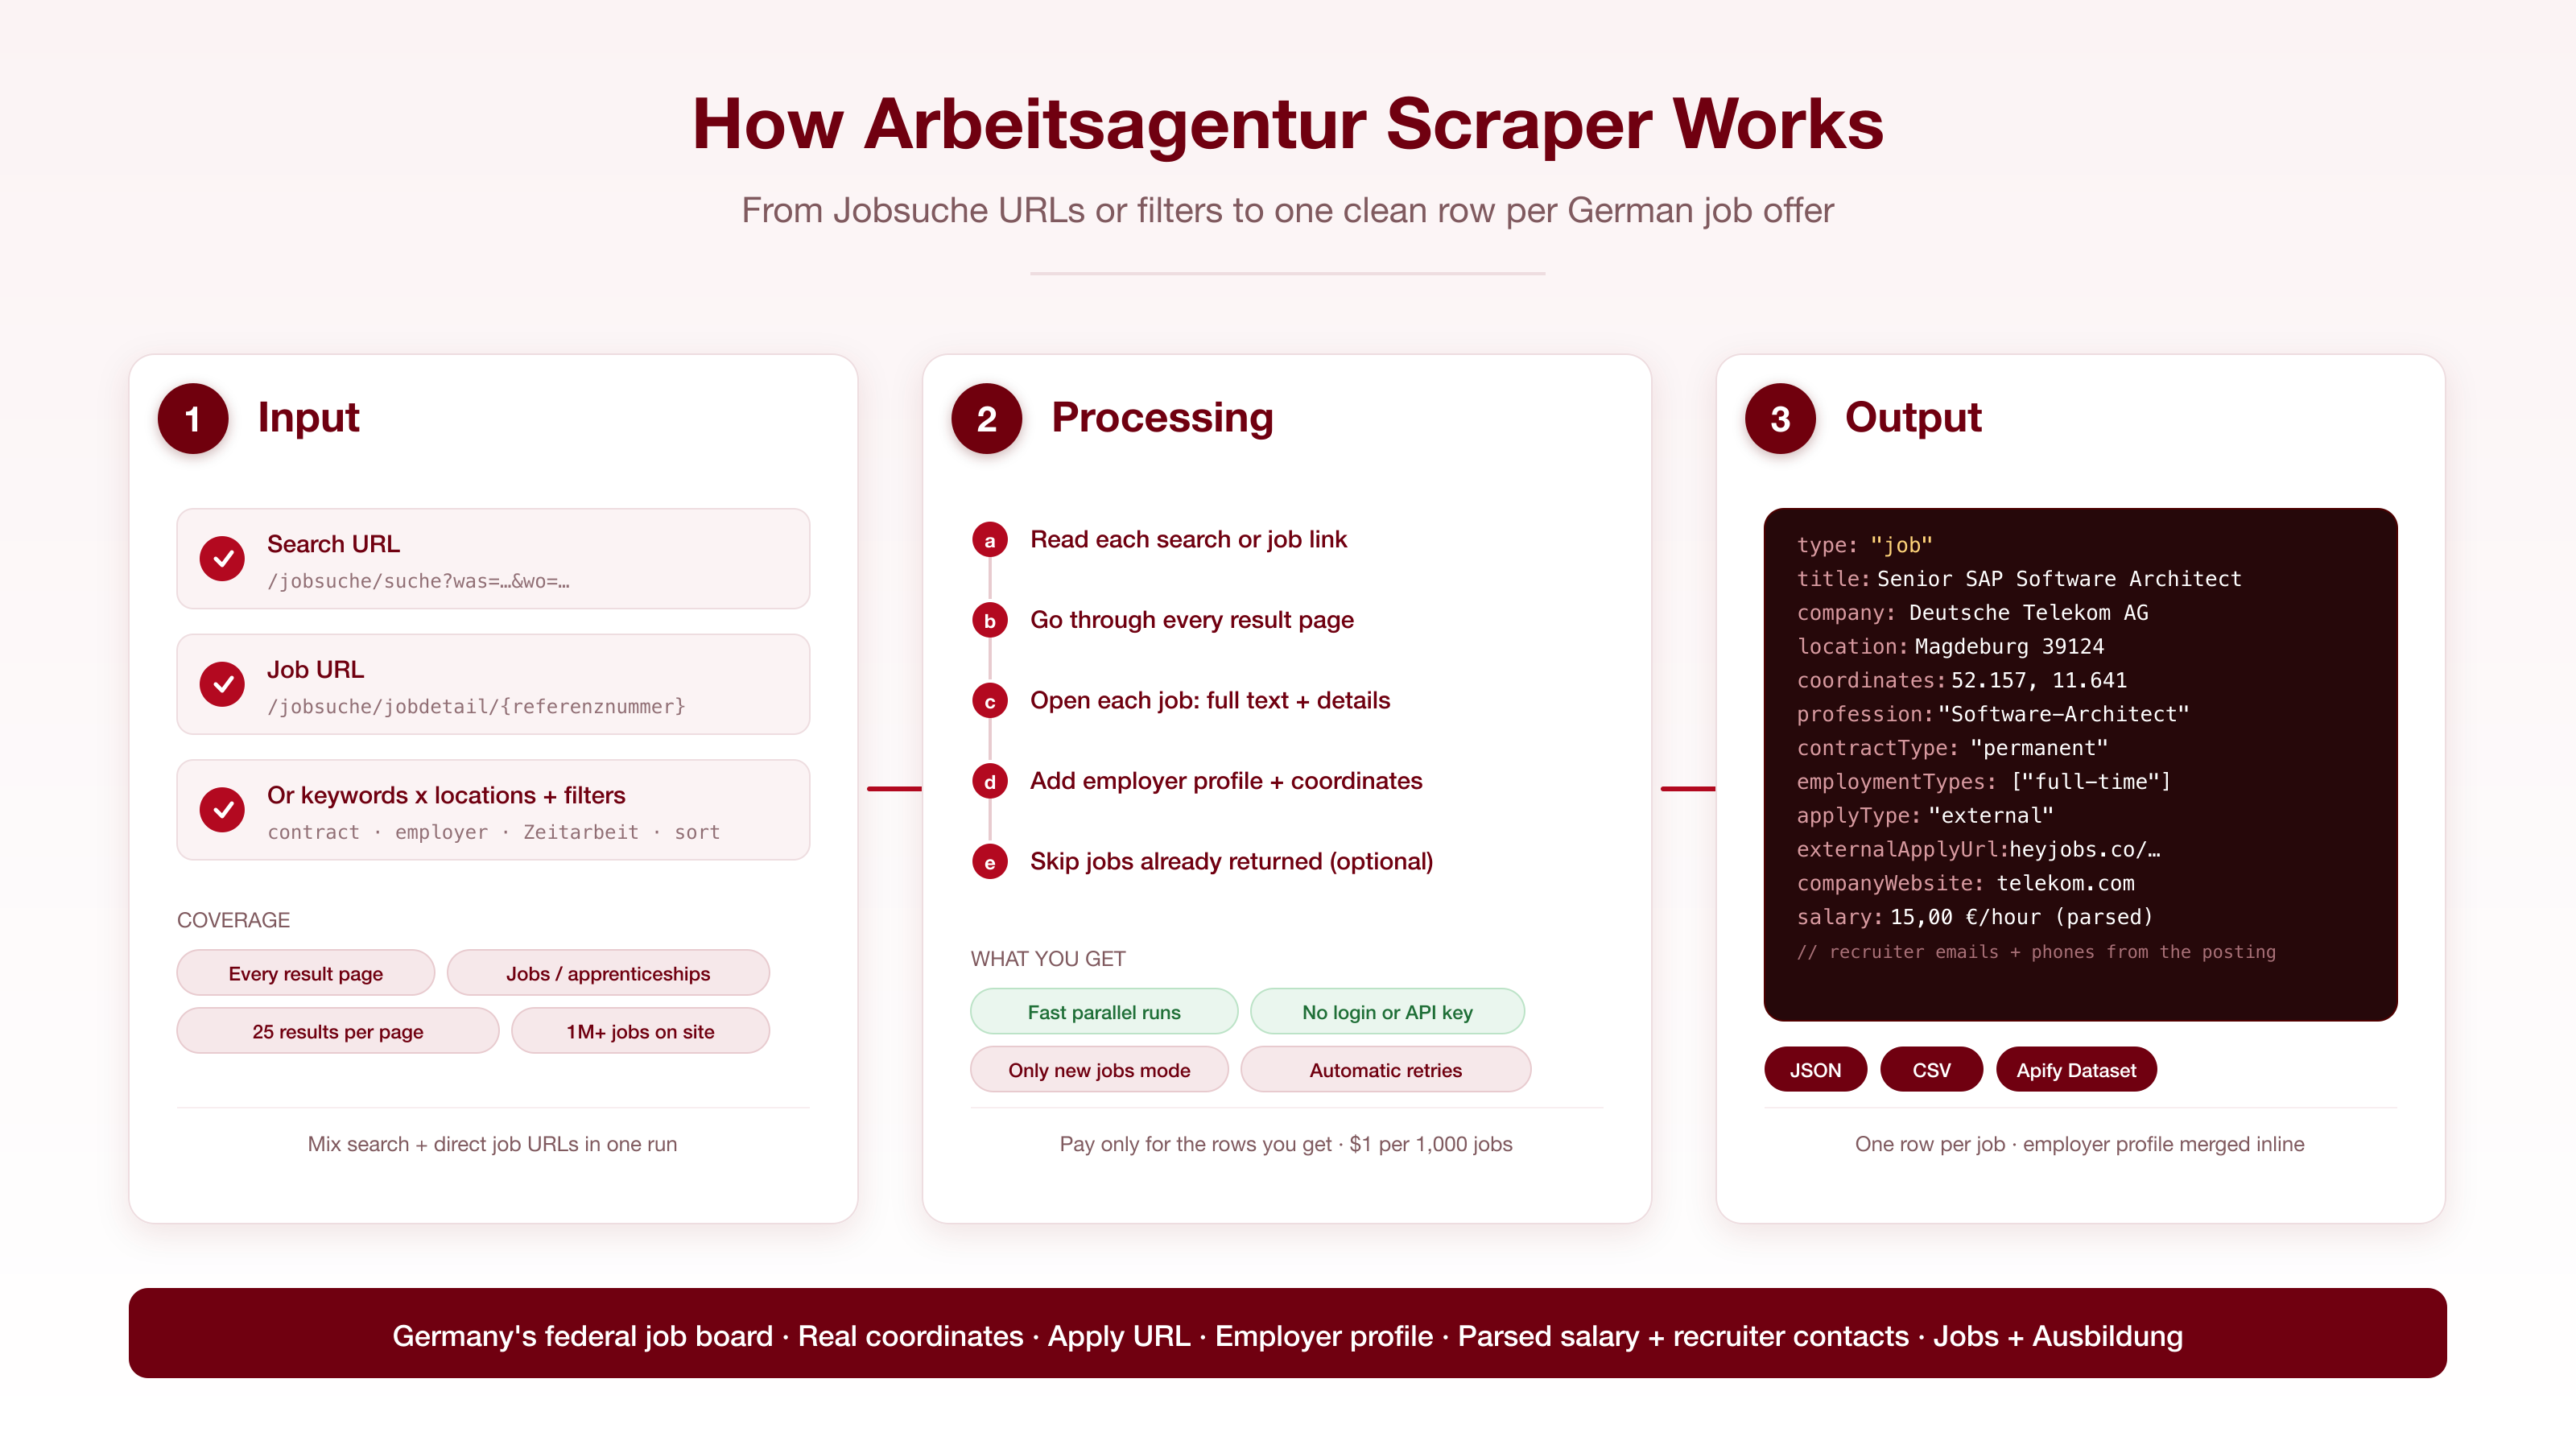 How Arbeitsagentur Scraper Works
From Jobsuche URLs or filters to one clean row per German job offer
1
Input
Search URL
/jobsuche/suche?was=…&wo=…
Job URL
/jobsuche/jobdetail/{referenznummer}
Or keywords x locations + filters
contract · employer · Zeitarbeit · sort
COVERAGE
Every result page
Jobs / apprenticeships
25 results per page
1M+ jobs on site
Mix search + direct job URLs in one run
2
Processing
a Read each search or job link
b Go through every result page
c Open each job: full text + details
d Add employer profile + coordinates
e Skip jobs already returned (optional)
WHAT YOU GET
Fast parallel runs
No login or API key
Only new jobs mode
Automatic retries
Pay only for the rows you get · $1 per 1,000 jobs
3
Output
type: "job"
title: Senior SAP Software Architect
company: Deutsche Telekom AG
location: Magdeburg 39124
coordinates: 52.157, 11.641
profession: "Software-Architect"
contractType: "permanent"
employmentTypes: ["full-time"]
applyType: "external"
externalApplyUrl:heyjobs.co/…
companyWebsite: telekom.com
salary: 15,00 €/hour (parsed)
// recruiter emails + phones from the posting
JSON
CSV
Apify Dataset
One row per job · employer profile merged inline
Germany's federal job board · Real coordinates · Apply URL · Employer profile · Parsed salary + recruiter contacts · Jobs + Ausbildung